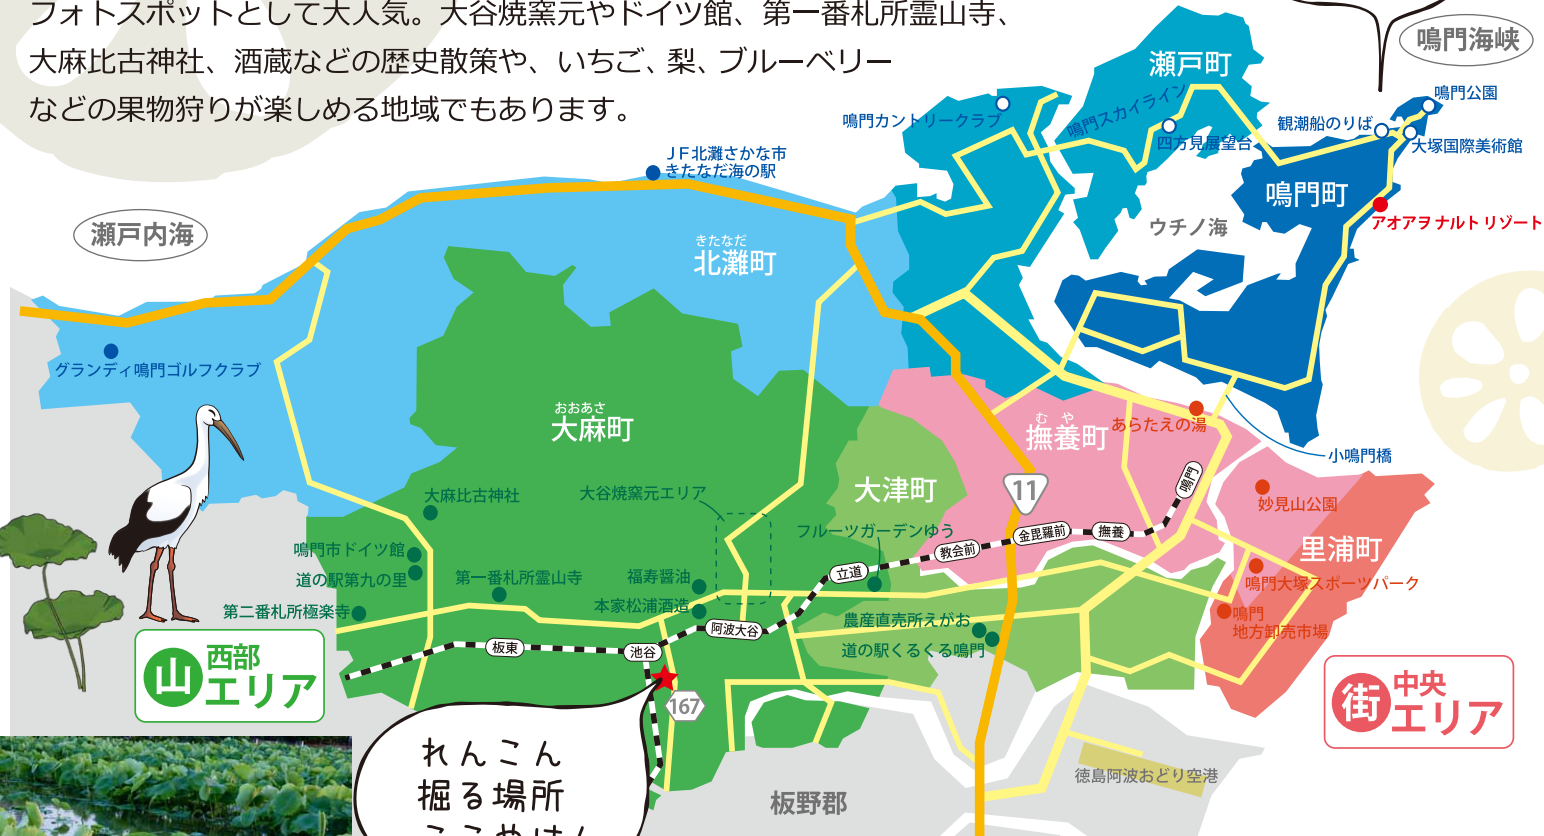 フォトスポットとして大人気。大谷焼窯元やドイツ館、第一番札所霊山寺、
大麻比古神社、酒蔵などの歴史散策や、いちご、梨、ブルーベリー
などの果物狩りが楽しめる地域でもあります。
鳴門海峡
瀬戸町
鳴門カントリークラブ
鳴門スカイライン
四方見展望台
鳴門公園
観潮船のりば
大塚国際美術館
鳴門町
アオアヲ ナルト リゾート
ウチノ海
JF北灘さかな市
きたなだ海の駅
瀬戸内海
きたなだ
北灘町
グランディ鳴門ゴルフクラブ
おおあさ
大麻町
むや
撫養町
あらたえの湯
小鳴門橋
大津町
11
鳴門
妙見山公園
里浦町
鳴門大塚スポーツパーク
鳴門
地方卸売市場
大麻比古神社
大谷焼窯元エリア
フルーツガーデンゆう
教会前
金毘羅前
撫養
鳴門市ドイツ館
道の駅第九の里
第一番札所霊山寺
福寿醤油
立道
第二番札所極楽寺
本家松浦酒造
阿波大谷
農産直売所えがお
道の駅くるくる鳴門
板東
池谷
山
西部
エリア
167
街
中央
エリア
れんこん
掘る場所
徳島阿波おどり空港
板野郡